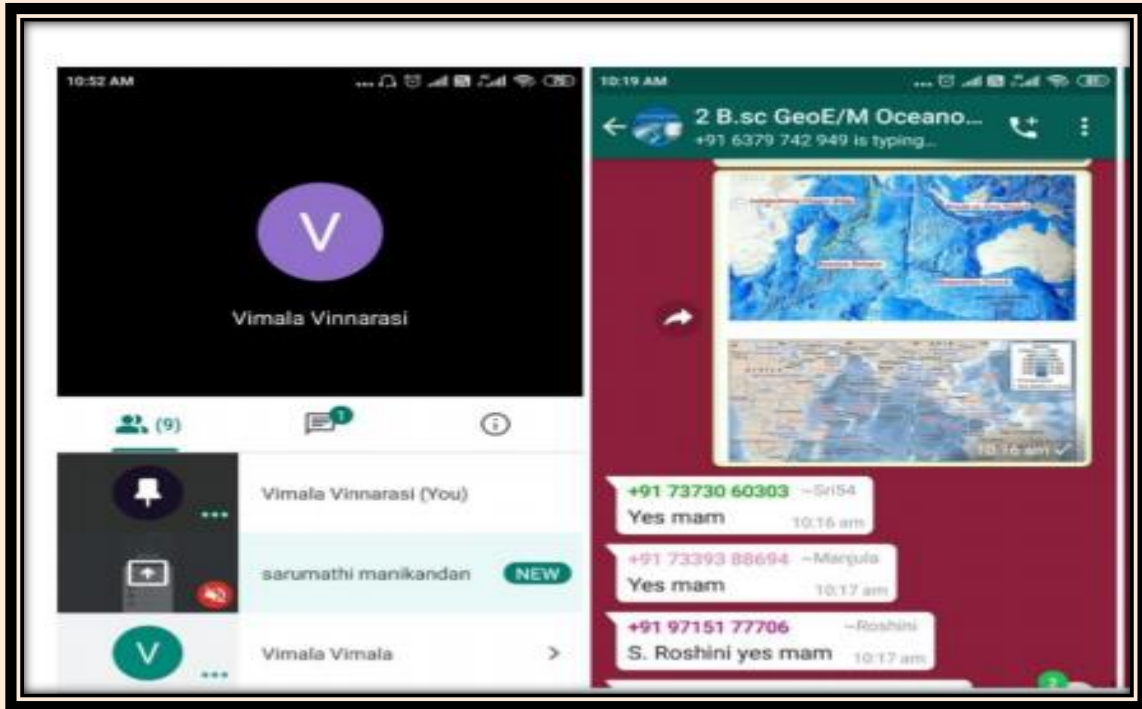 10:52 AM
V
Vimala Vinnarasi
(9)
1
Vimala Vinnarasi (You)
sarumathi manikandan NEW
V
Vimala Vimala
10:19 AM
2 B.sc GeoE/M Oceano...
+91 6379 742 949 is typing...
10:16 am
+91 73730 60303 ~Sri54
Yes mam 10:16 am
+91 73393 88694 ~Manjula
Yes mam 10:17 am
+91 97151 77706 ~Roshini
S. Roshini yes mam 10:17 am
2